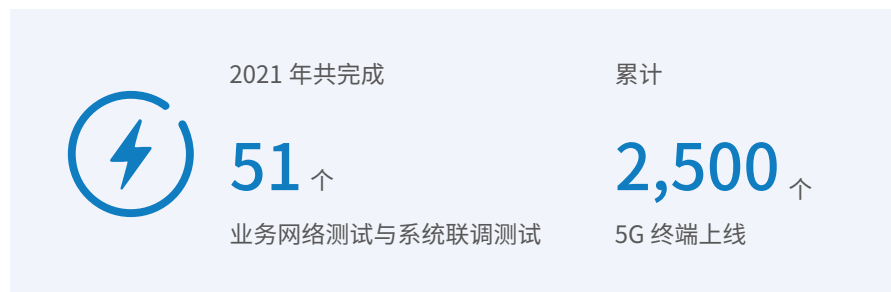 2021 年共完成
51 个
业务网络测试与系统联调测试
累计
2,500 个
5G 终端上线